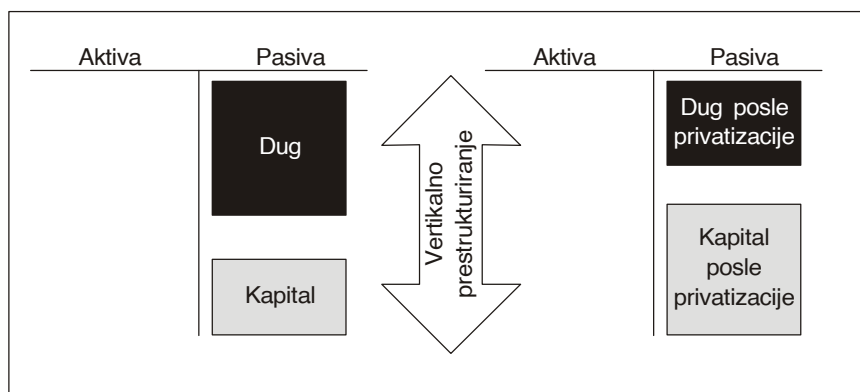 Aktiva
Pasiva
Dug
Kapital
Vertikalno
prestrukturiranje
Aktiva
Pasiva
Dug posle
privatizacije
Kapital
posle
privatizacije